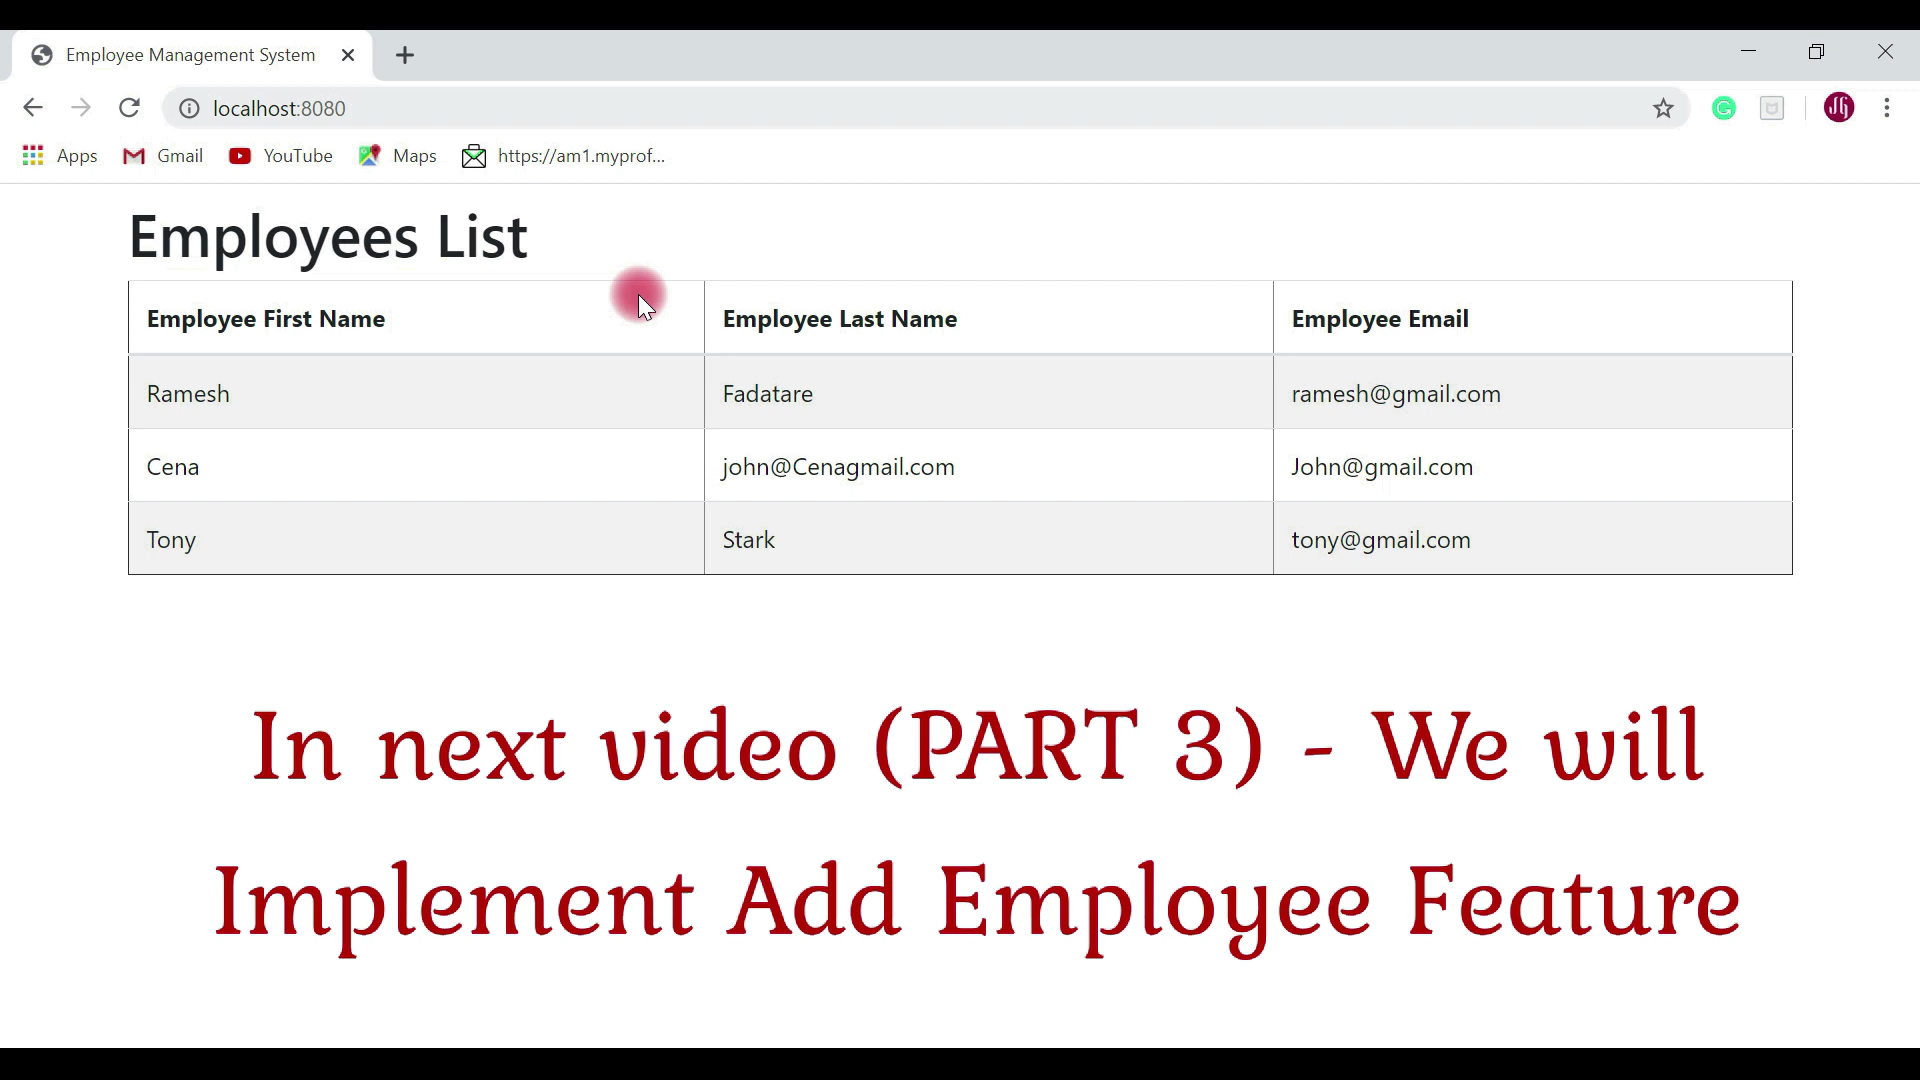 Employee Management System
localhost:8080
Apps Gmail YouTube Maps https://am1.myprof...
Employees List
Employee First Name Employee Last Name Employee Email
Ramesh Fadatare ramesh@gmail.com
Cena john@Cenagmail.com John@gmail.com
Tony Stark tony@gmail.com
In next video (PART 3) - We will
Implement Add Employee Feature